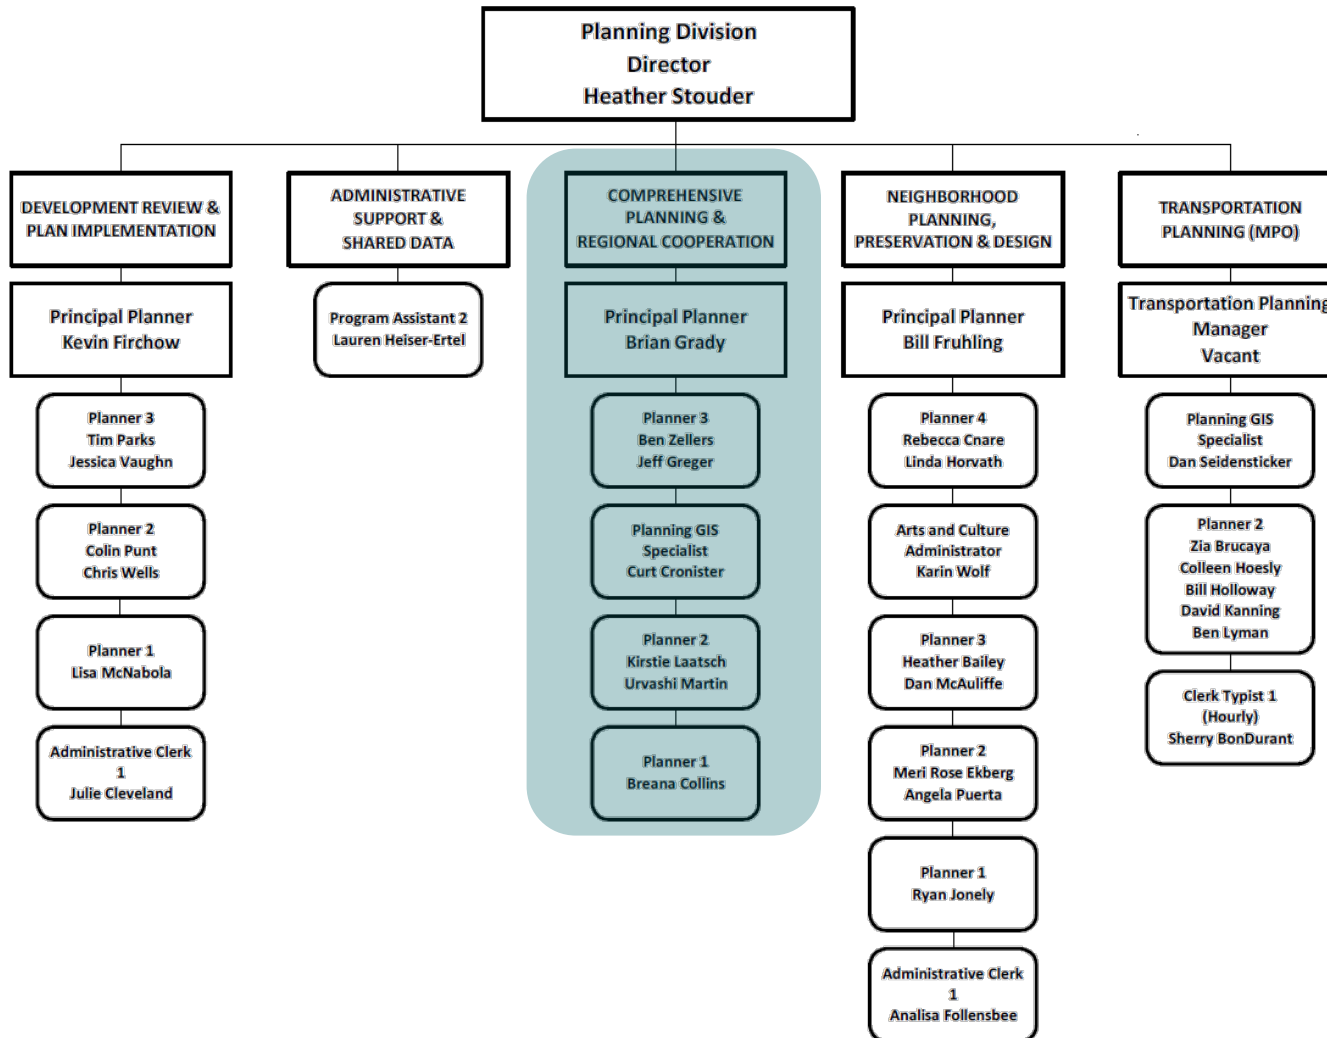 Planning Division
Director
Heather Stouder
DEVELOPMENT REVIEW &
PLAN IMPLEMENTATION
Principal Planner
Kevin Firchow
Planner 3
Tim Parks
Jessica Vaughn
Planner 2
Colin Punt
Chris Wells
Planner 1
Lisa McNabola
Administrative Clerk
1
Julie Cleveland
ADMINISTRATIVE
SUPPORT &
SHARED DATA
Program Assistant 2
Lauren Heiser-Ertel
COMPREHENSIVE
PLANNING &
REGIONAL COOPERATION
Principal Planner
Brian Grady
Planner 3
Ben Zellers
Jeff Greger
Planning GIS
Specialist
Curt Cronister
Planner 2
Kirstie Laatsch
Urvashi Martin
Planner 1
Breana Collins
NEIGHBORHOOD
PLANNING,
PRESERVATION & DESIGN
Principal Planner
Bill Fruhling
Planner 4
Rebecca Cnare
Linda Horvath
Arts and Culture
Administrator
Karin Wolf
Planner 3
Heather Bailey
Dan McAuliffe
Planner 2
Meri Rose Ekberg
Angela Puerta
Planner 1
Ryan Jonely
Administrative Clerk
1
Analisa Follensbee
TRANSPORTATION
PLANNING (MPO)
Transportation Planning
Manager
Vacant
Planning GIS
Specialist
Dan Seidensticker
Planner 2
Zia Brucaya
Colleen Hoesly
Bill Holloway
David Kanning
Ben Lyman
Clerk Typist 1
(Hourly)
Sherry BonDurant